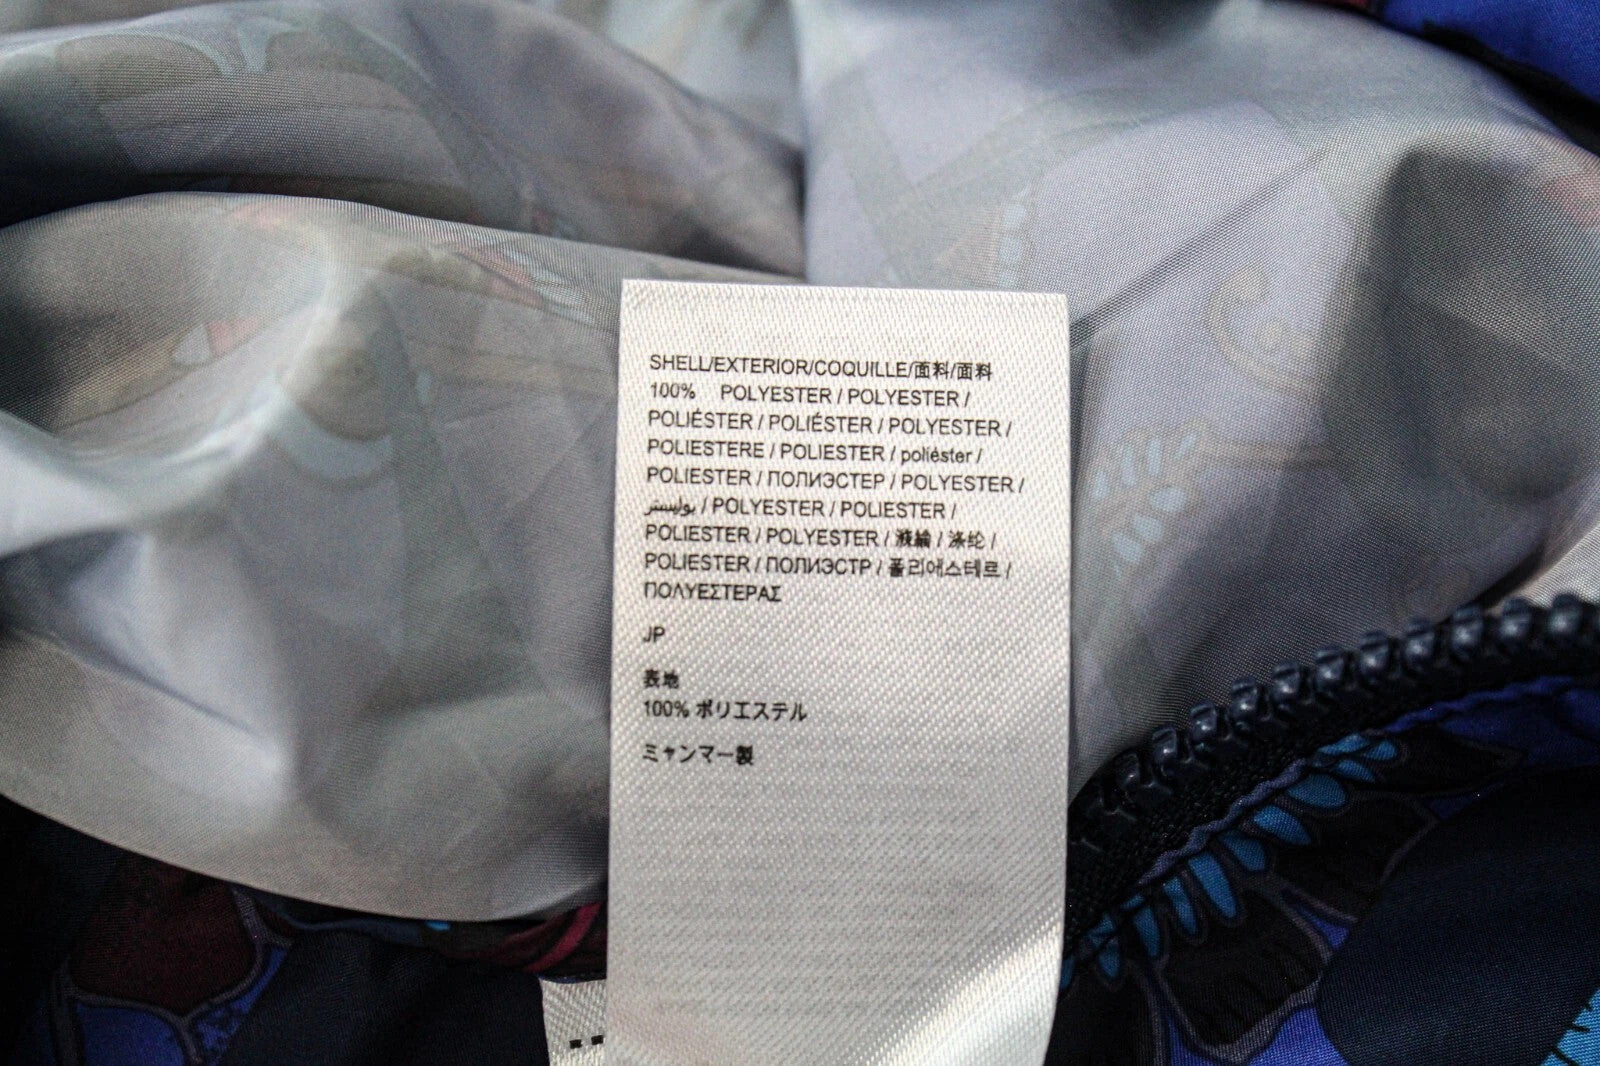 SHELL/EXTERIOR/COQUILLE/面料/面料
100% POLYESTER / POLYESTER /
POLIÉSTER / POLIÉSTER / POLYESTER /
POLIESTERE / POLIESTER / poliéster /
POLIESTER / ПОЛИЭСТЕР / POLYESTER /
بوليستر / POLYESTER / POLIESTER /
POLIESTER / POLYESTER / 滌綸 / 涤纶 /
POLIESTER / ПОЛИЭСТР / 폴리에스테르 /
ΠΟΛΥΕΣΤΕΡΑΣ
JP
表地
100% ポリエステル
ミャンマー製